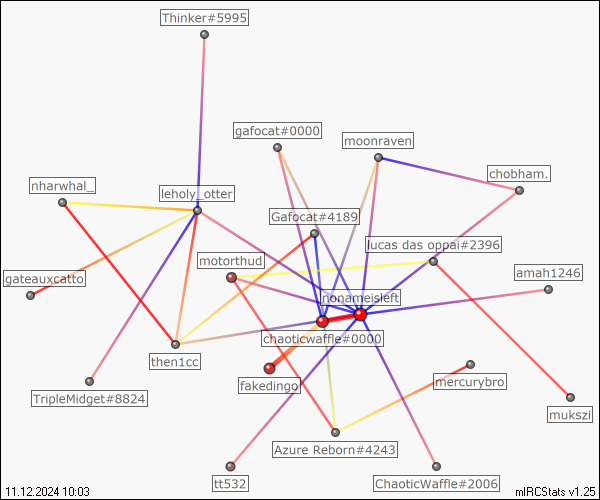 Thinker#5995
gafocat#0000
moonraven
chobham.
nharwhal_
leholy_otter
Gafocat#4189
lucas das oppai#2396
motorthud
gateauxcatto
amah1246
nonameisleft
chaoticwaffle#0000
then1cc
fakedingo
mercurybro
TripleMidget#8824
mukszi
Azure Reborn#4243
tt532
ChaoticWaffle#2006
11.12.2024 10:03
mIRCStats v1.25